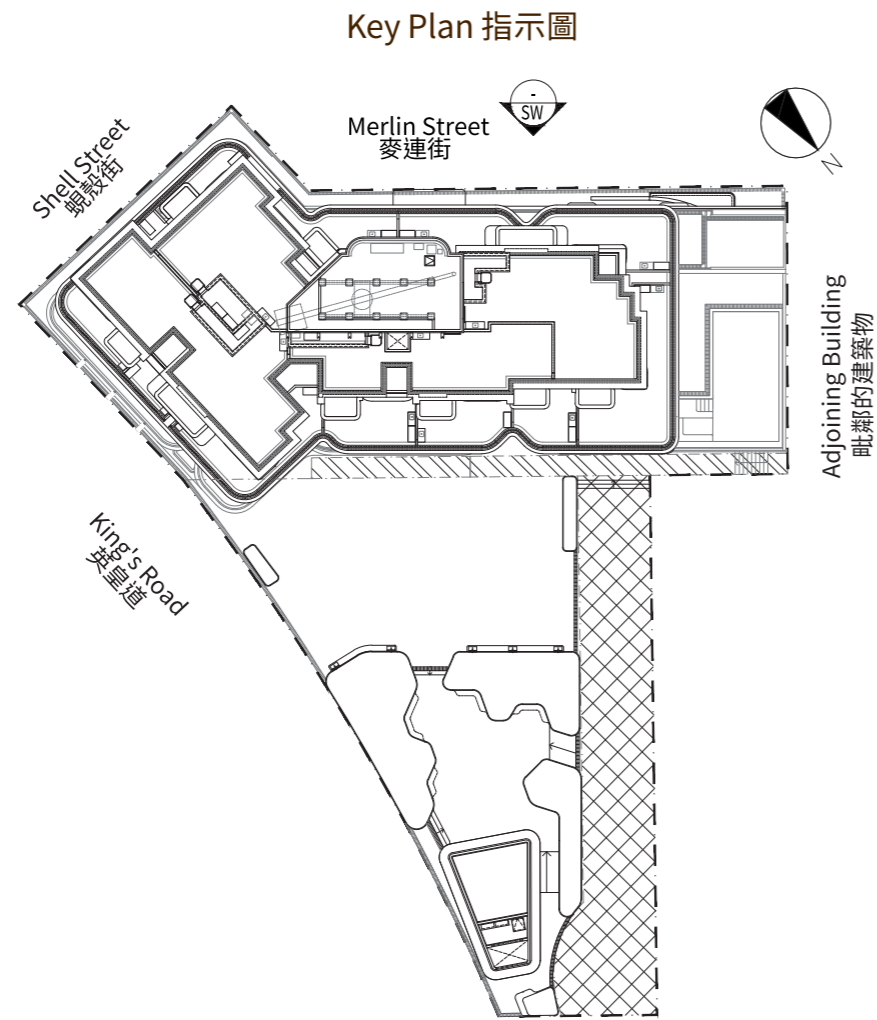 Key Plan 指示圖
Shell Street
蜆殼街
Merlin Street
麥連街
-
SW
N
Adjoining Building
毗鄰的建築物
King's Road
英皇道